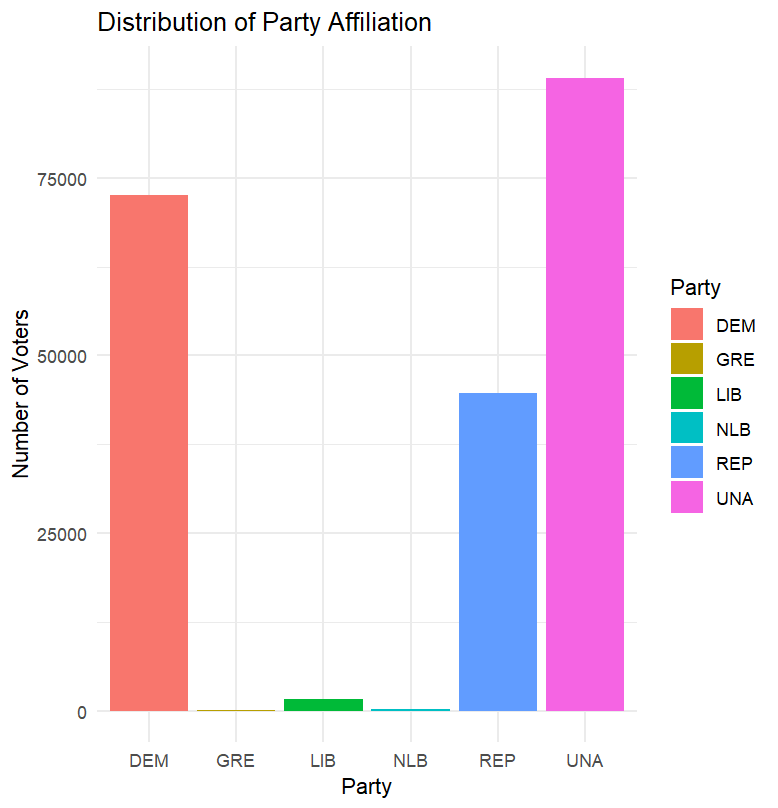 Distribution of Party Affiliation
Number of Voters
75000
50000
25000
0
DEM
GRE
LIB
NLB
REP
UNA
Party
Party
DEM
GRE
LIB
NLB
REP
UNA